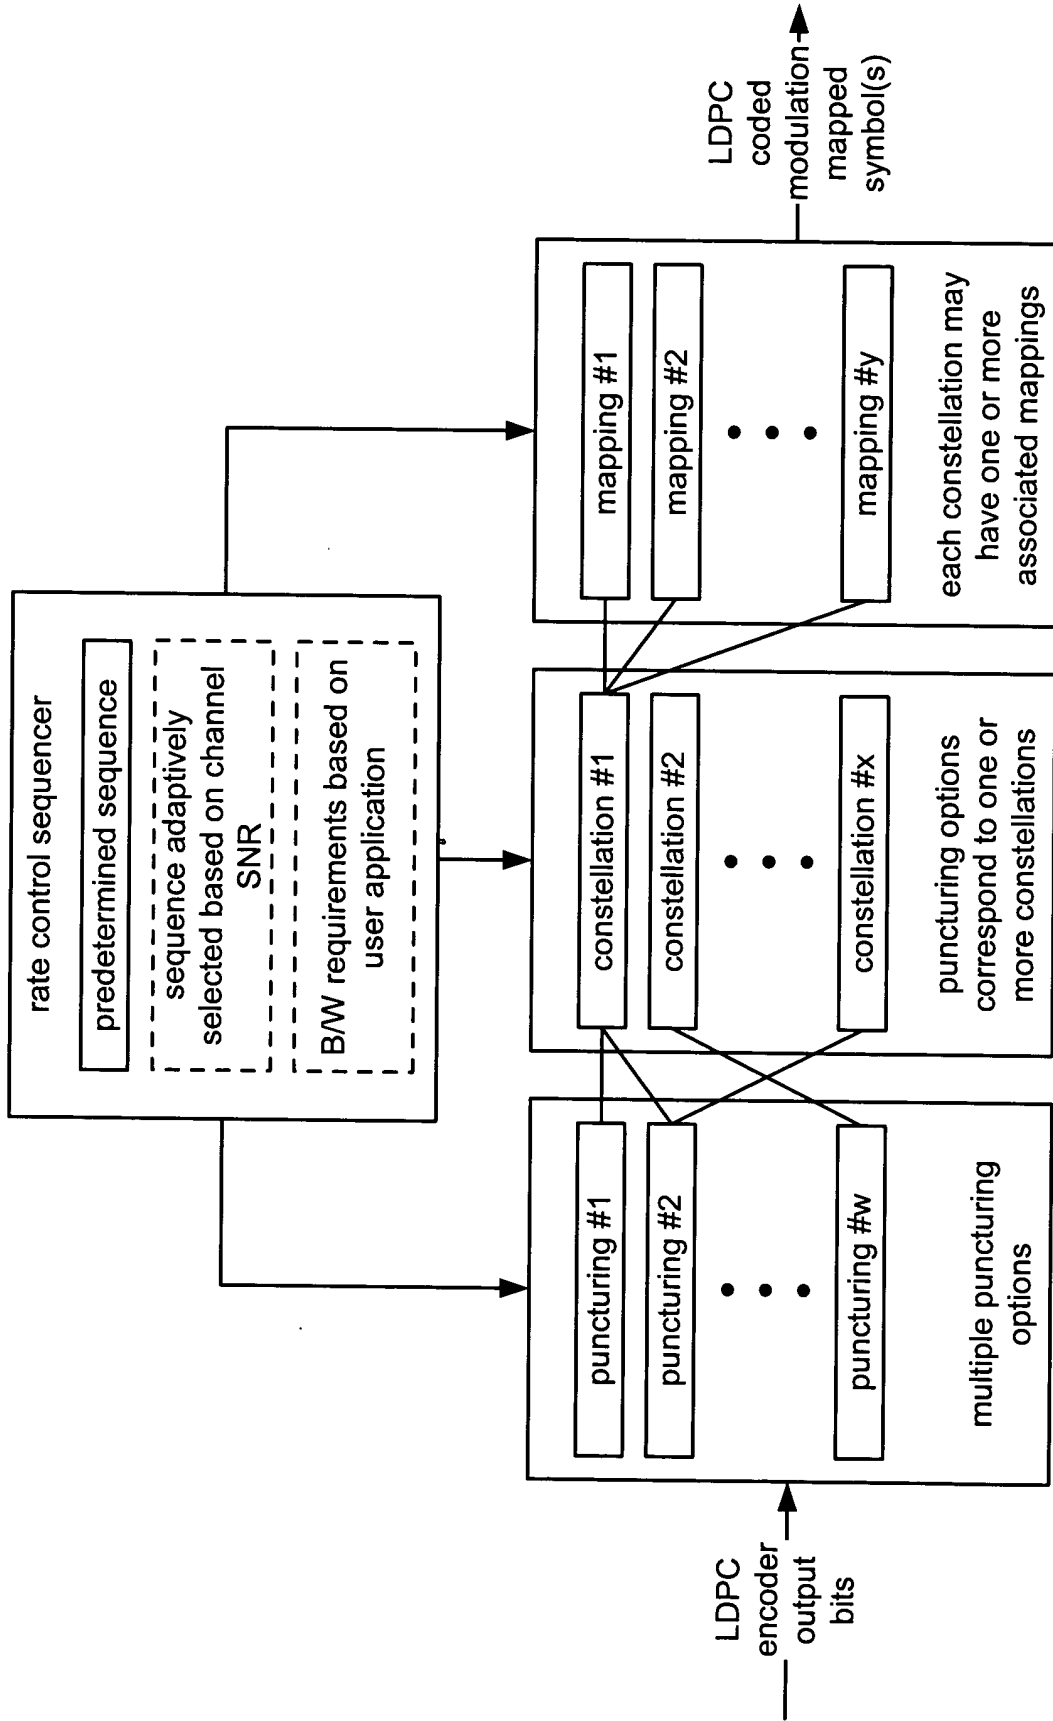 rate control sequencer
predetermined sequence
sequence adaptively
selected based on channel
SNR
B/W requirements based on
user application
LDPC
encoder
output
bits
puncturing #1
puncturing #2
puncturing #w
multiple puncturing
options
constellation #1
constellation #2
constellation #x
puncturing options
correspond to one or
more constellations
mapping #1
mapping #2
mapping #y
each constellation may
have one or more
associated mappings
LDPC
coded
modulation
mapped
symbol(s)